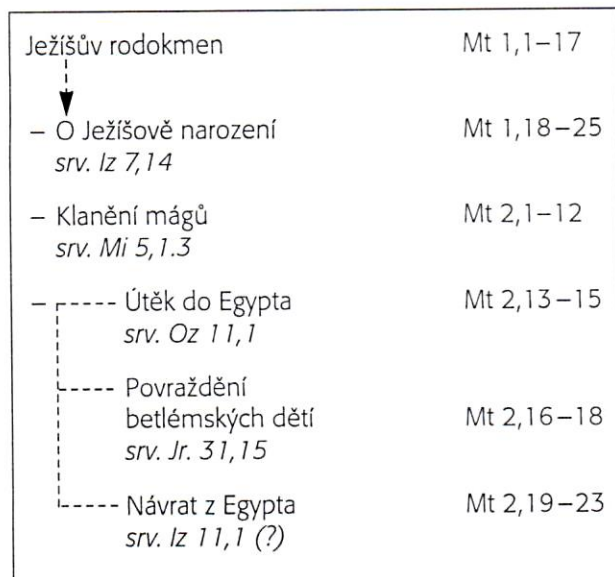 Ježíšův rodokmen Mt 1,1–17
– O Ježíšově narození Mt 1,18–25
srv. Iz 7,14
– Klanění mágů Mt 2,1–12
srv. Mi 5,1.3
– Útěk do Egypta Mt 2,13–15
srv. Oz 11,1
Povraždění
betlémských dětí Mt 2,16–18
srv. Jr. 31,15
Návrat z Egypta Mt 2,19–23
srv. Iz 11,1 (?)